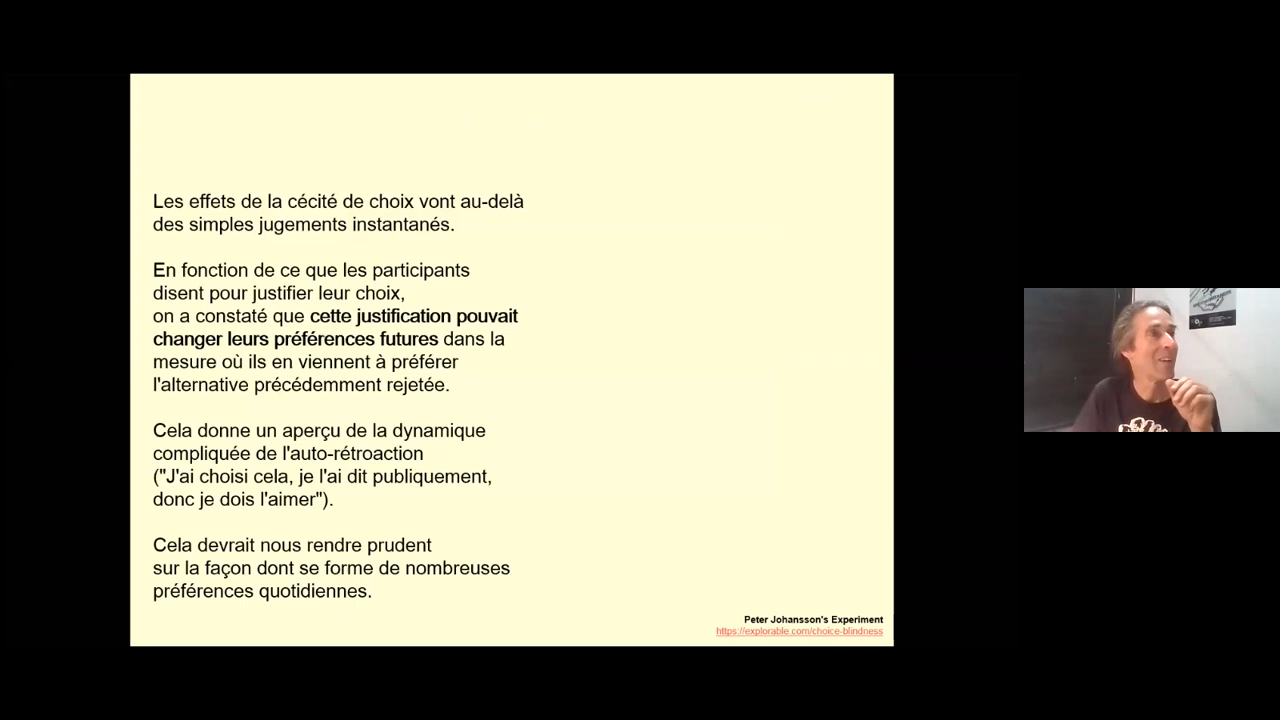 Les effets de la cécité de choix vont au-delà
des simples jugements instantanés.
En fonction de ce que les participants
disent pour justifier leur choix,
on a constaté que cette justification pouvait
changer leurs préférences futures dans la
mesure où ils en viennent à préférer
l'alternative précédemment rejetée.
Cela donne un aperçu de la dynamique
compliquée de l'auto-rétroaction
("J'ai choisi cela, je l'ai dit publiquement,
donc je dois l'aimer").
Cela devrait nous rendre prudent
sur la façon dont se forme de nombreuses
préférences quotidiennes.
Peter Johansson's Experiment
https://explorable.com/choice-blindness